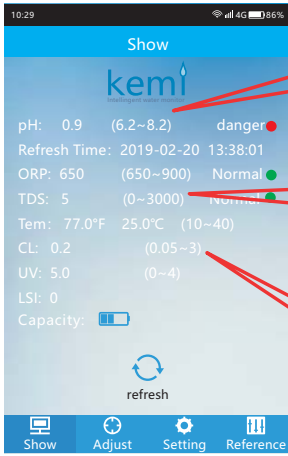 10:29 4G 86%
Show
kemi
intelligent water monitor
pH: 0.9 (6.2~8.2) danger
Refresh Time: 2019-02-20 13:38:01
ORP: 650 (650~900) Normal
TDS: 5 (0~3000) Normal
Tem: 77.0°F 25.0°C (10~40)
CL: 0.2 (0.05~3)
UV: 5.0 (0~4)
LSI: 0
Capacity:
refresh
Show Adjust Setting Reference